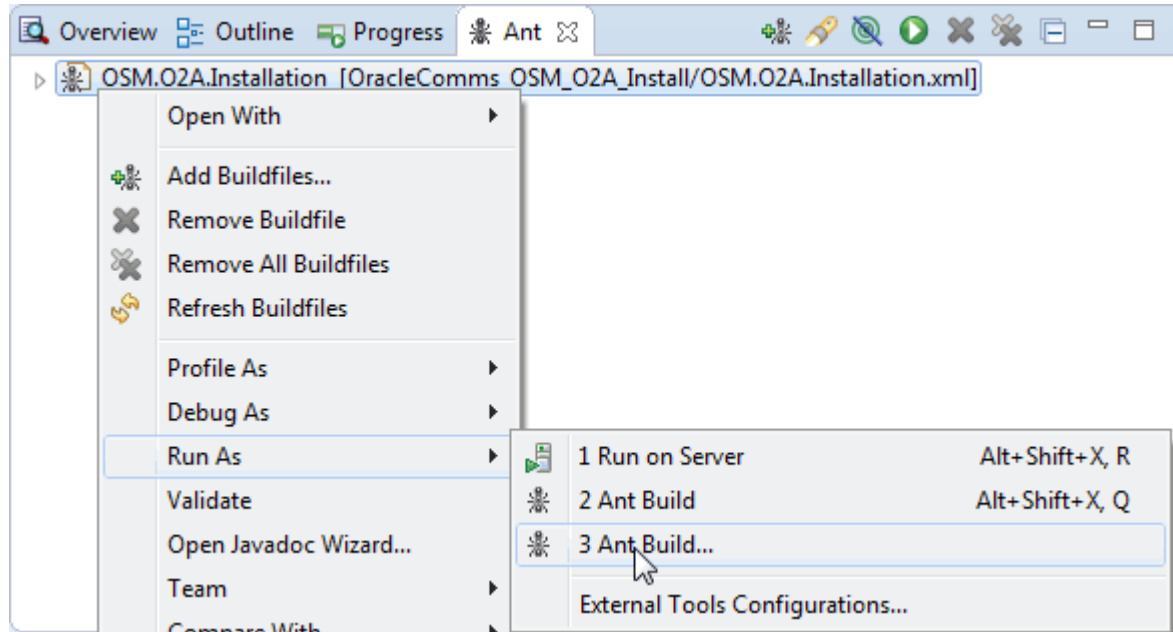 Overview Outline Progress Ant
OSM.O2A.Installation [OracleComms_OSM_O2A_Install/OSM.O2A.Installation.xml]
Open With
Add Buildfiles...
Remove Buildfile
Remove All Buildfiles
Refresh Buildfiles
Profile As
Debug As
Run As
1 Run on Server Alt+Shift+X, R
Validate
2 Ant Build Alt+Shift+X, Q
Open Javadoc Wizard...
3 Ant Build...
Team
External Tools Configurations...
Compare With